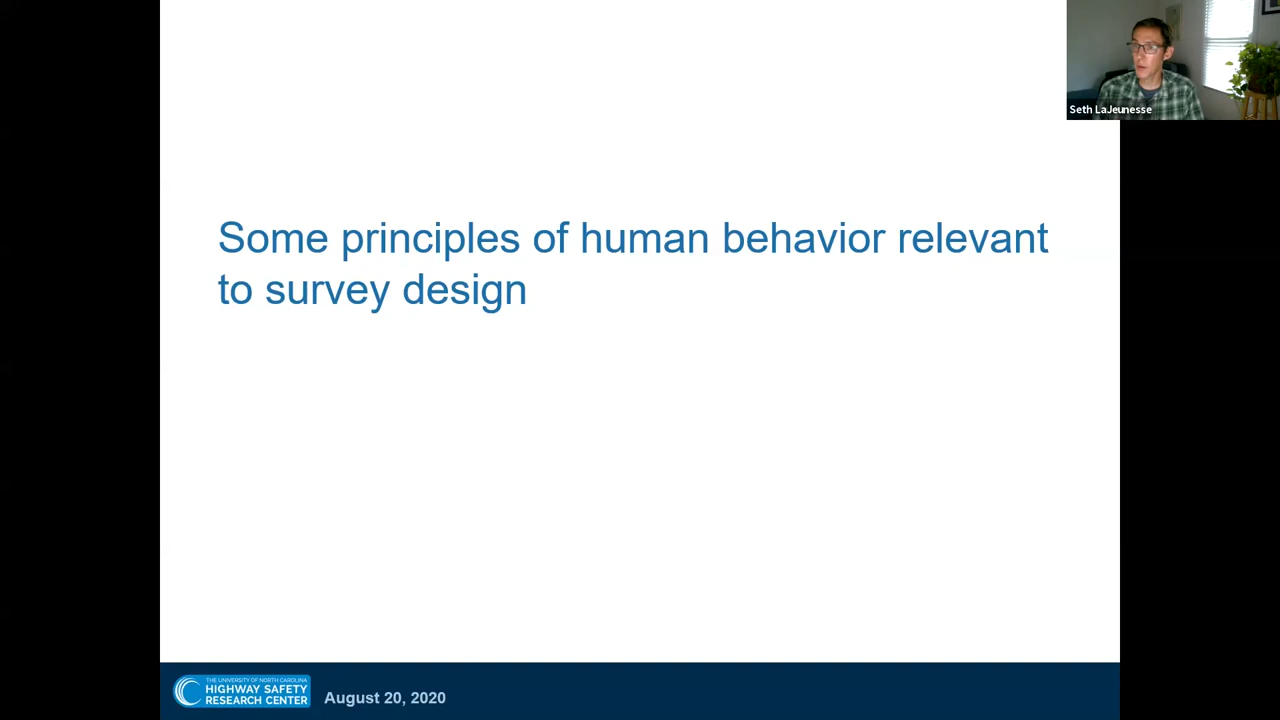 Seth LaJeunesse
Some principles of human behavior relevant
to survey design
THE UNIVERSITY OF NORTH CAROLINA
HIGHWAY SAFETY
RESEARCH CENTER
August 20, 2020